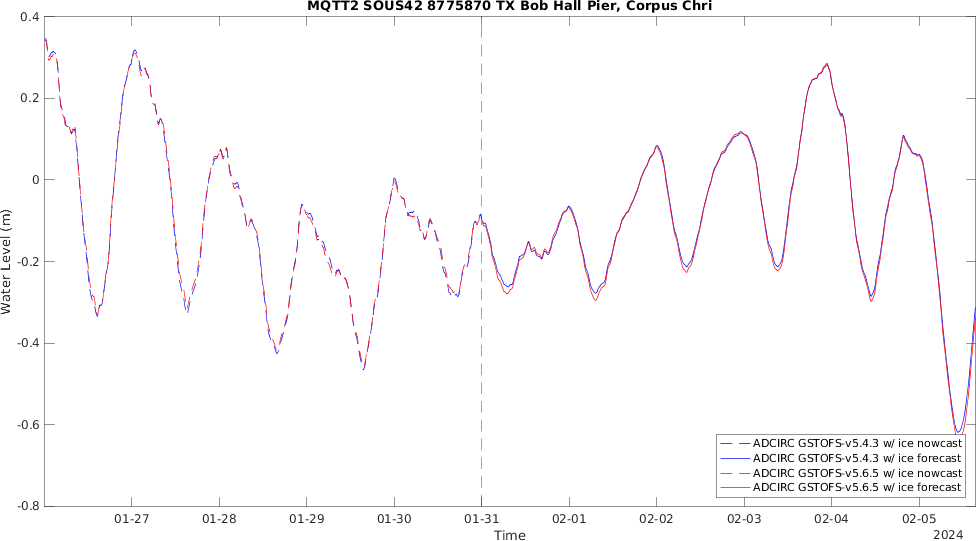 MQTT2 SOUS42 8775870 TX Bob Hall Pier, Corpus Chri
0.4
0.2
0
-0.2
-0.4
-0.6
-0.8
Water Level (m)
01-27 01-28 01-29 01-30 01-31 02-01 02-02 02-03 02-04 02-05
Time
2024
ADCIRC GSTOFS-v5.4.3 w/ ice nowcast
ADCIRC GSTOFS-v5.4.3 w/ ice forecast
ADCIRC GSTOFS-v5.6.5 w/ ice nowcast
ADCIRC GSTOFS-v5.6.5 w/ ice forecast